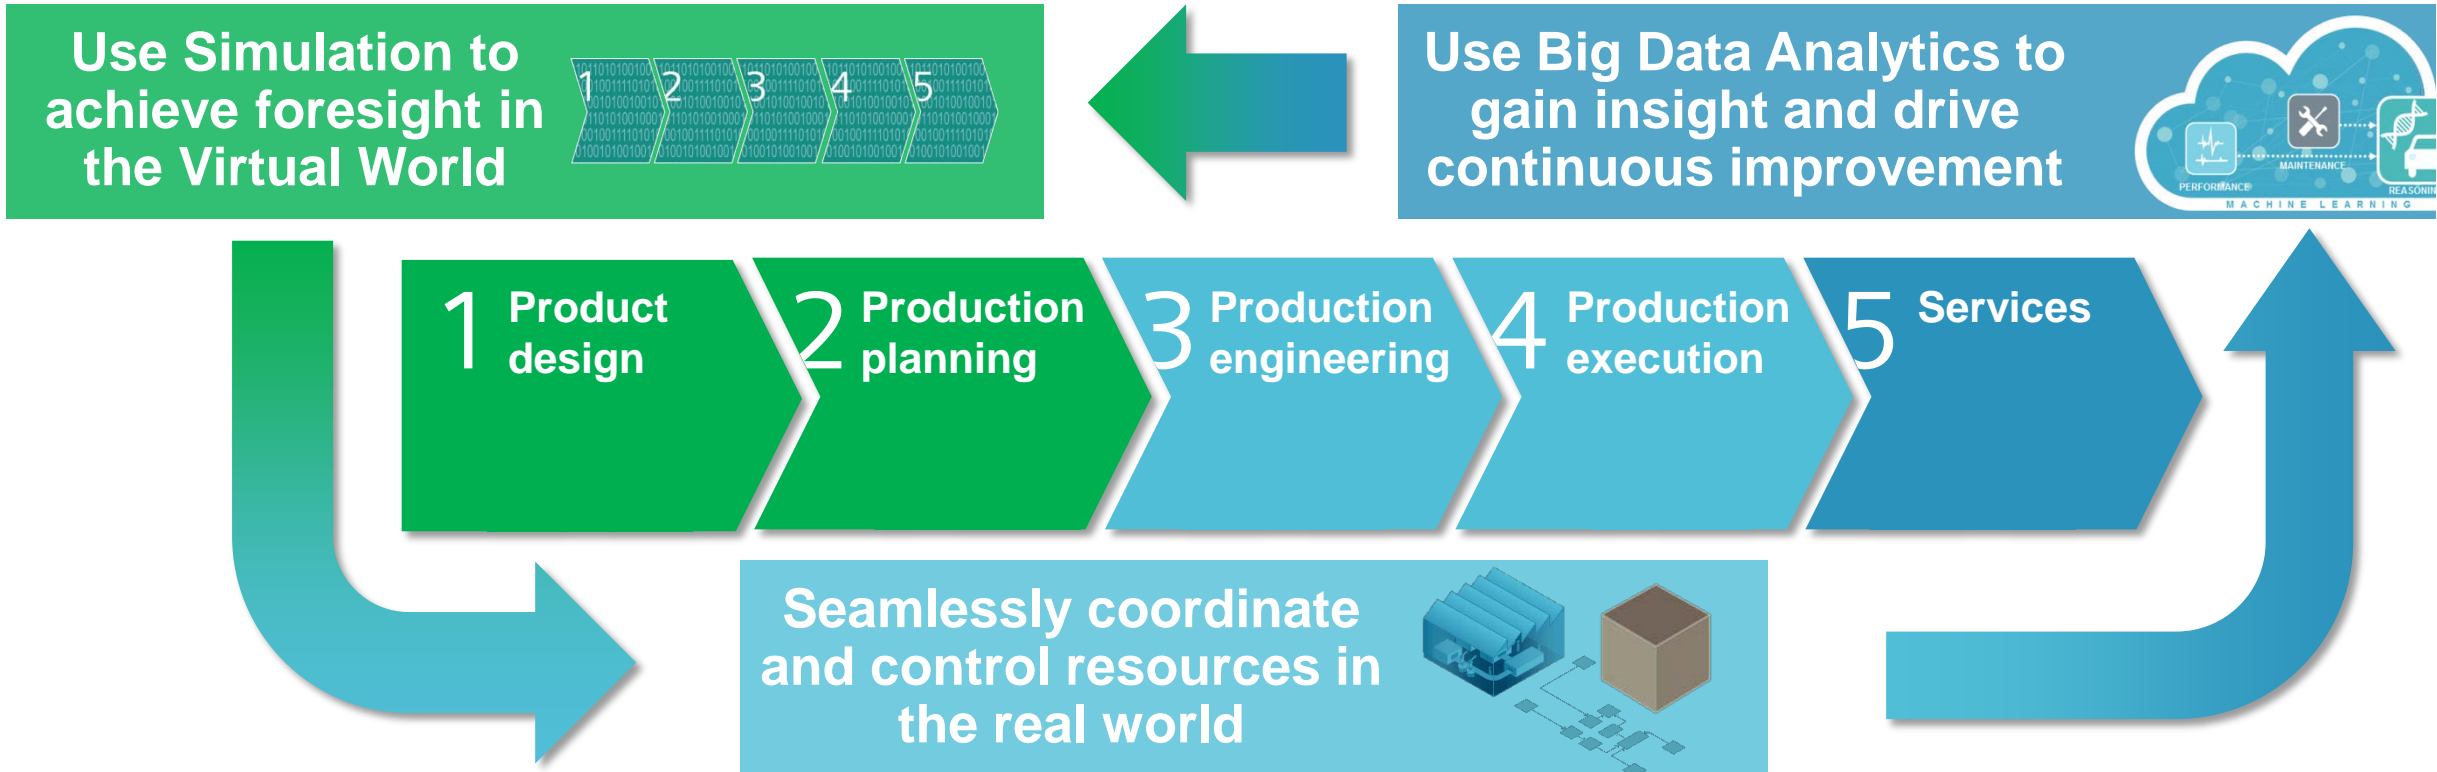 Use Simulation to
achieve foresight in
the Virtual World
1 2 3 4 5
Use Big Data Analytics to
gain insight and drive
continuous improvement
MAINTENANCE
PERFORMANCE
MACHINE LEARNING
1 Product
design
2 Production
planning
3 Production
engineering
4 Production
execution
5 Services
Seamlessly coordinate
and control resources in
the real world